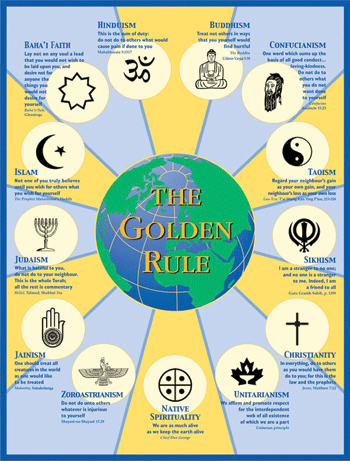 HINDUISM
This is the sum of duty:
do not do to others what would
cause pain if done to you
Mahabharata 5:1517
BUDDHISM
Treat not others in ways
that you yourself would
find hurtful
The Buddha
Udana-Varga 5.18
CONFUCIANISM
One word which sums up the
basis of all good conduct...
loving-kindness.
Do not do to
others what
you do not
want done
to yourself
Confucius
Analects 15.23
TAOISM
Regard your neighbour's gain
as your own gain, and your
neighbour's loss as your own loss
SIKHISM
I am a stranger to no one;
and no one is a stranger
to me. Indeed, I am
a friend to all
Guru Granth Sahib, p. 1299
CHRISTIANITY
In everything, do to others
as you would have them
do to you; for this is the
law and the prophets
Jesus, Matthew 7:12
UNITARIANISM
We affirm and promote respect
for the interdependent
web of all existence
of which we are a part
Unitarian principle
NATIVE
SPIRITUALITY
We are as much alive
as we keep the earth alive
Chief Dan George
ZOROASTRIANISM
Do not do unto others
whatever is injurious
to yourself
Shayast-na-Shayast 13.29
JAINISM
One should treat all
creatures in the world
as one would like
to be treated
Mahavira, Sutrakritanga
JUDAISM
What is hateful to you,
do not do to your neighbour.
This is the whole Torah;
all the rest is commentary
Hillel, Talmud, Shabbat 31a
ISLAM
Not one of you truly believes
until you wish for others what
you wish for yourself
The Prophet Muhammad, Hadith
BAHA'I FAITH
Lay not on any soul a load
that you would not wish to
be laid upon you, and
desire not for
anyone the
things you
would not
desire for
yourself
Baha'u'llah,
Gleanings
THE
GOLDEN
RULE